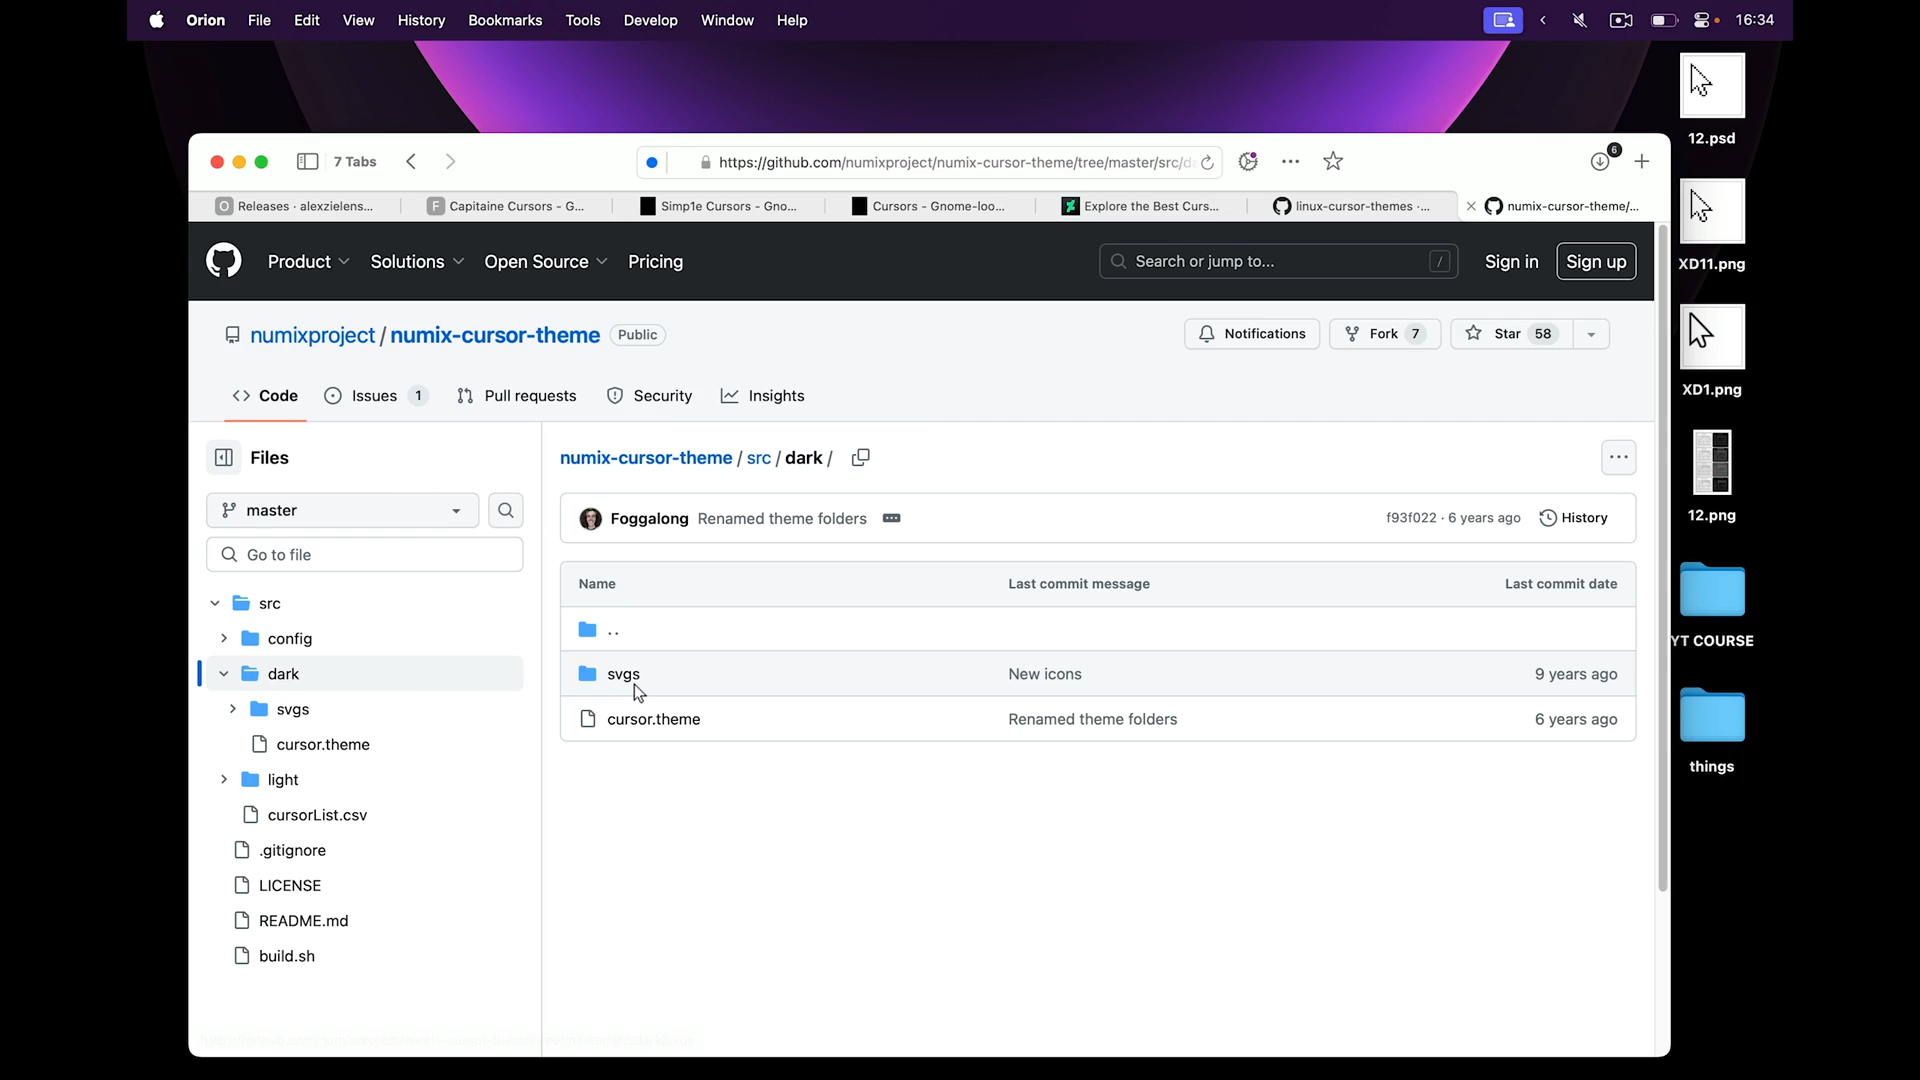 Orion File Edit View History Bookmarks Tools Develop Window Help 16:34
12.psd
XD11.png
XD1.png
12.png
YT COURSE
things
7 Tabs https://github.com/numixproject/numix-cursor-theme/tree/master/src/da 6
Releases · alexzielens... Capitaine Cursors - G... Simp1e Cursors - Gno... Cursors - Gnome-loo... Explore the Best Curs... linux-cursor-themes ·... numix-cursor-theme/...
Product Solutions Open Source Pricing Search or jump to... / Sign in Sign up
numixproject / numix-cursor-theme Public Notifications Fork 7 Star 58
Code Issues 1 Pull requests Security Insights
Files
master
Go to file
src
config
dark
svgs
cursor.theme
light
cursorList.csv
.gitignore
LICENSE
README.md
build.sh
numix-cursor-theme / src / dark /
Foggalong Renamed theme folders f93f022 · 6 years ago History
Name Last commit message Last commit date
..
svgs New icons 9 years ago
cursor.theme Renamed theme folders 6 years ago